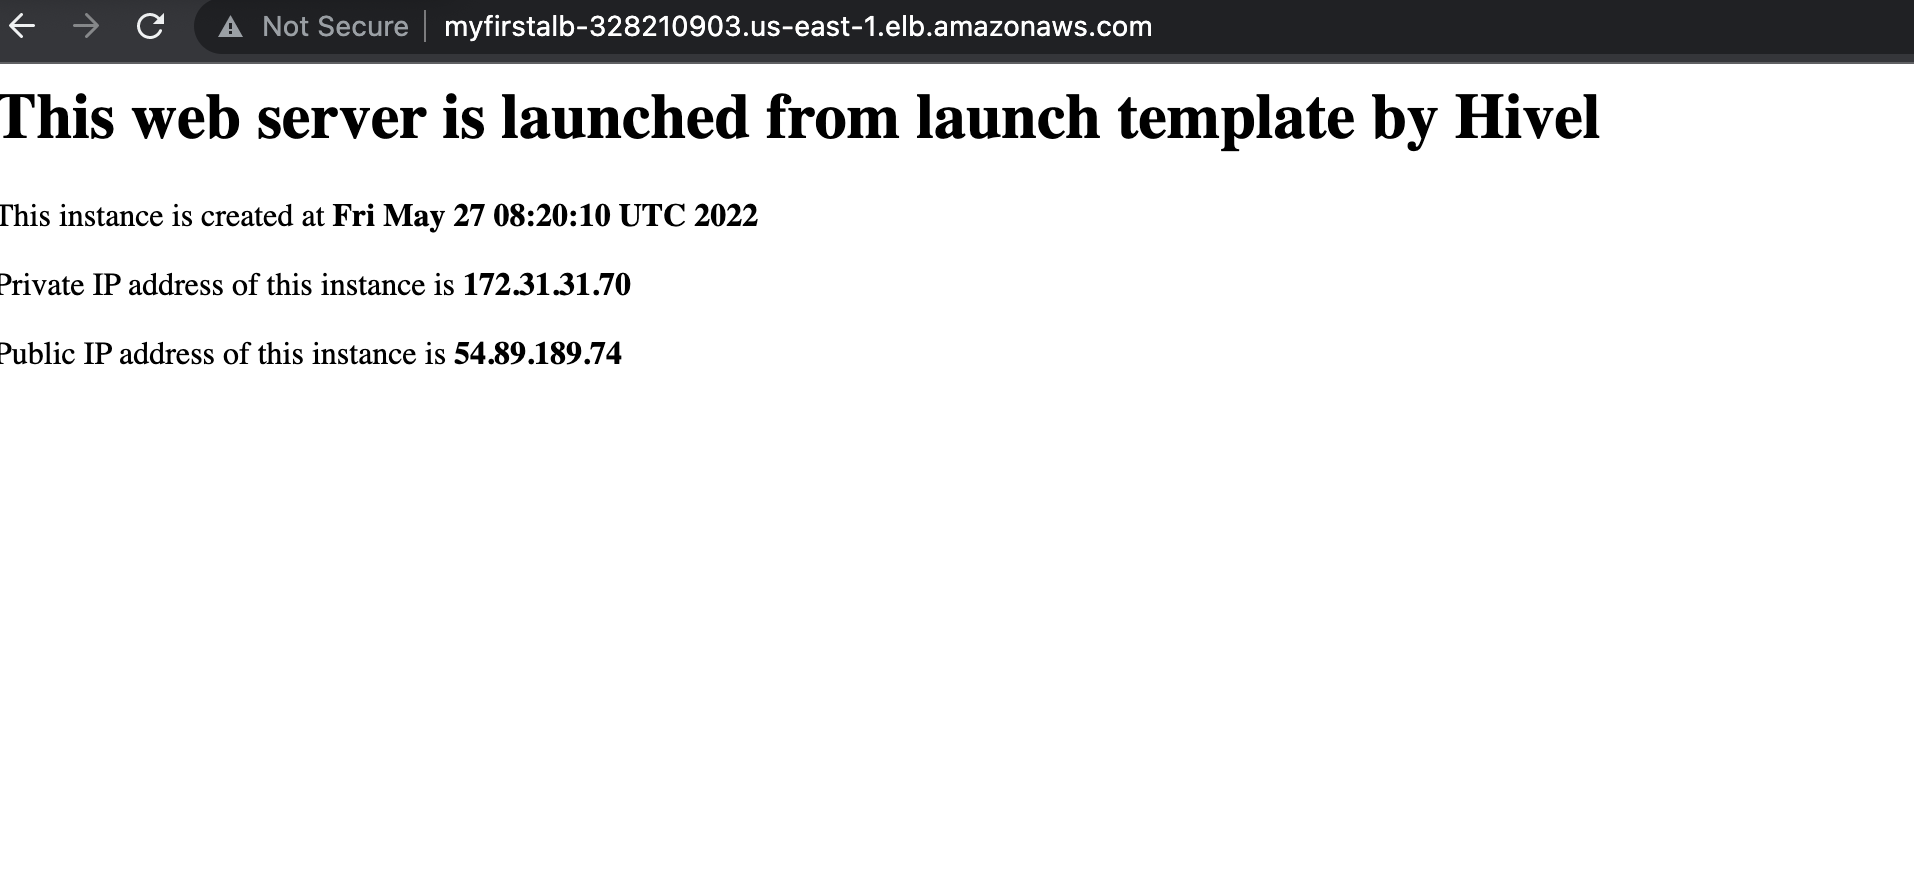 Not Secure myfirstalb-328210903.us-east-1.elb.amazonaws.com
This web server is launched from launch template by Hivel
This instance is created at Fri May 27 08:20:10 UTC 2022
Private IP address of this instance is 172.31.31.70
Public IP address of this instance is 54.89.189.74